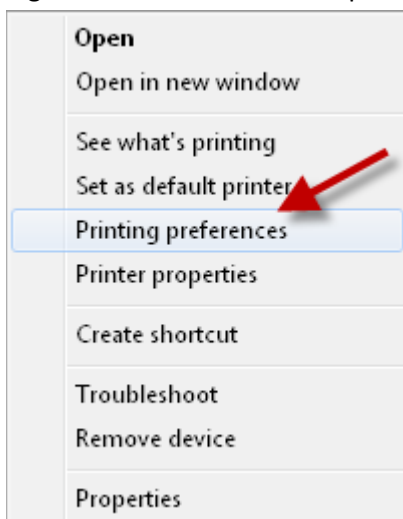 Open
Open in new window
See what's printing
Set as default printer
Printing preferences
Printer properties
Create shortcut
Troubleshoot
Remove device
Properties